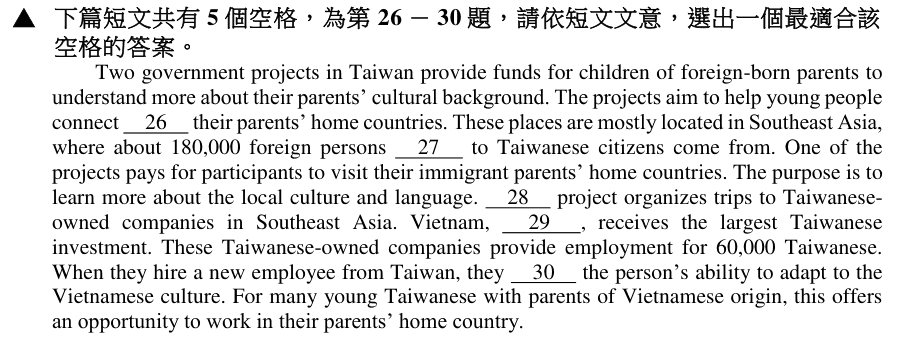 ▲ 下篇短文共有 5 個空格，為第 26 － 30 題，請依短文文意，選出一個最適合該
空格的答案。
Two government projects in Taiwan provide funds for children of foreign-born parents to
understand more about their parents’ cultural background. The projects aim to help young people
connect 26 their parents’ home countries. These places are mostly located in Southeast Asia,
where about 180,000 foreign persons 27 to Taiwanese citizens come from. One of the
projects pays for participants to visit their immigrant parents’ home countries. The purpose is to
learn more about the local culture and language. 28 project organizes trips to Taiwanese-
owned companies in Southeast Asia. Vietnam, 29 , receives the largest Taiwanese
investment. These Taiwanese-owned companies provide employment for 60,000 Taiwanese.
When they hire a new employee from Taiwan, they 30 the person’s ability to adapt to the
Vietnamese culture. For many young Taiwanese with parents of Vietnamese origin, this offers
an opportunity to work in their parents’ home country.